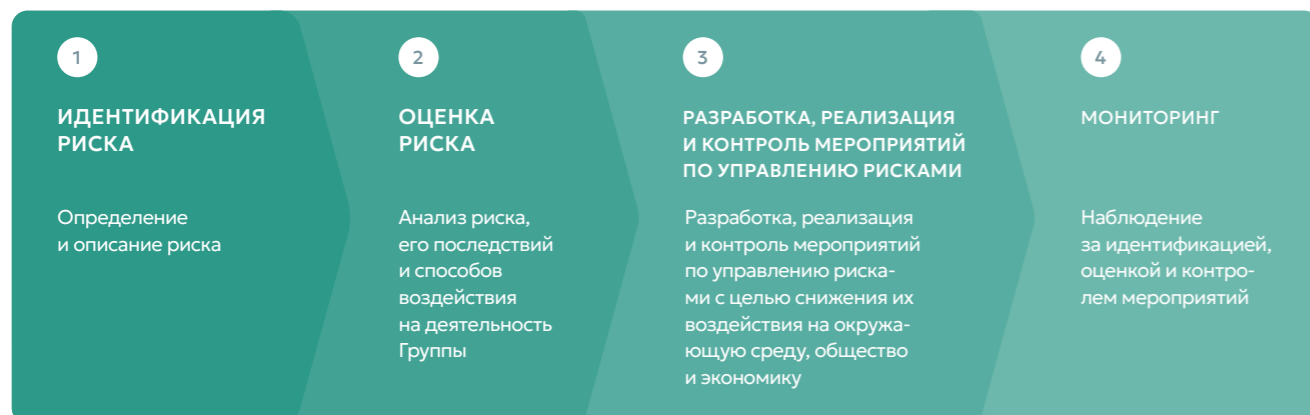 1
ИДЕНТИФИКАЦИЯ
РИСКА
Определение
и описание риска
2
ОЦЕНКА
РИСКА
Анализ риска,
его последствий
и способов
воздействия
на деятельность
Группы
3
РАЗРАБОТКА, РЕАЛИЗАЦИЯ
И КОНТРОЛЬ МЕРОПРИЯТИЙ
ПО УПРАВЛЕНИЮ РИСКАМИ
Разработка, реализация
и контроль мероприятий
по управлению риска-
ми с целью снижения их
воздействия на окружа-
ющую среду, общество
и экономику
4
МОНИТОРИНГ
Наблюдение
за идентификацией,
оценкой и контро-
лем мероприятий